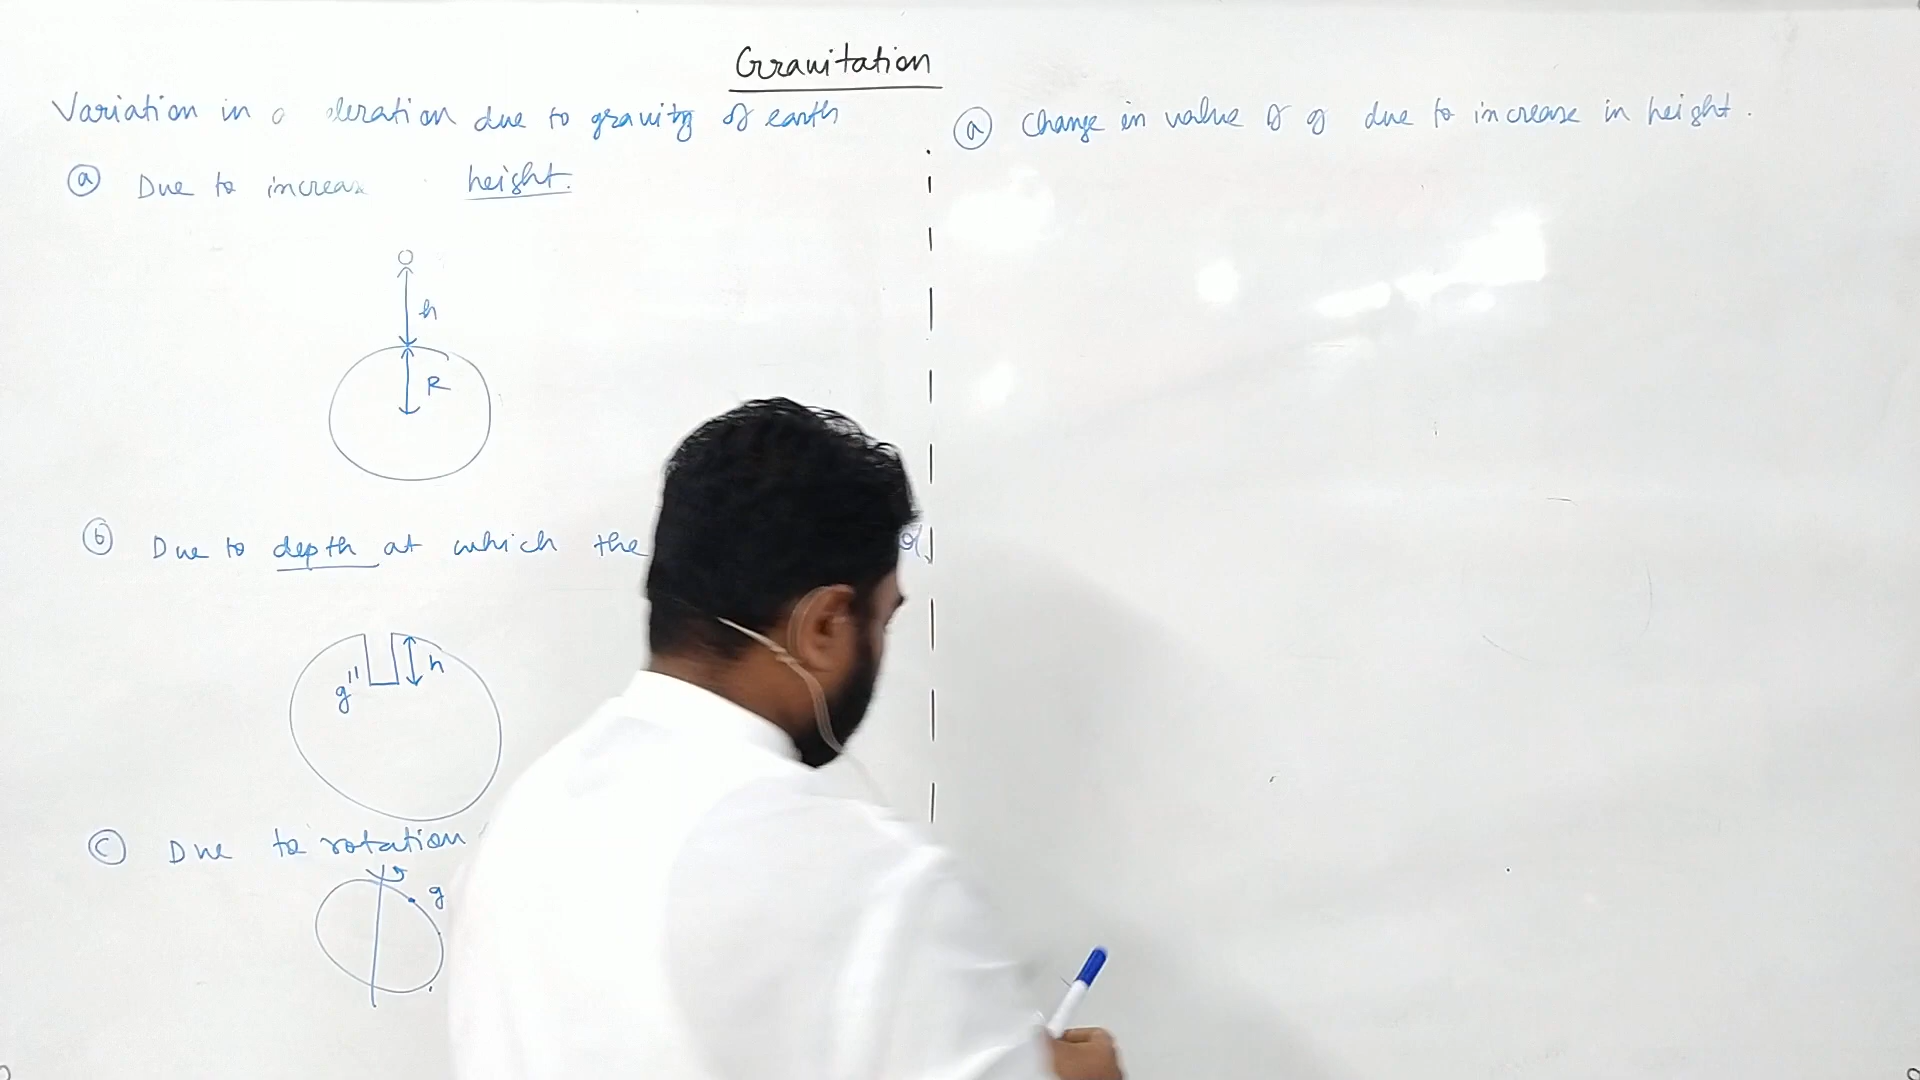 Gravitation
Variation in eleration due to gravity of earth
(a) Due to increas height.
h
R
(b) Due to depth at which the
g" h
(c) Due to rotation
g
(a) Change in value of g due to increase in height.